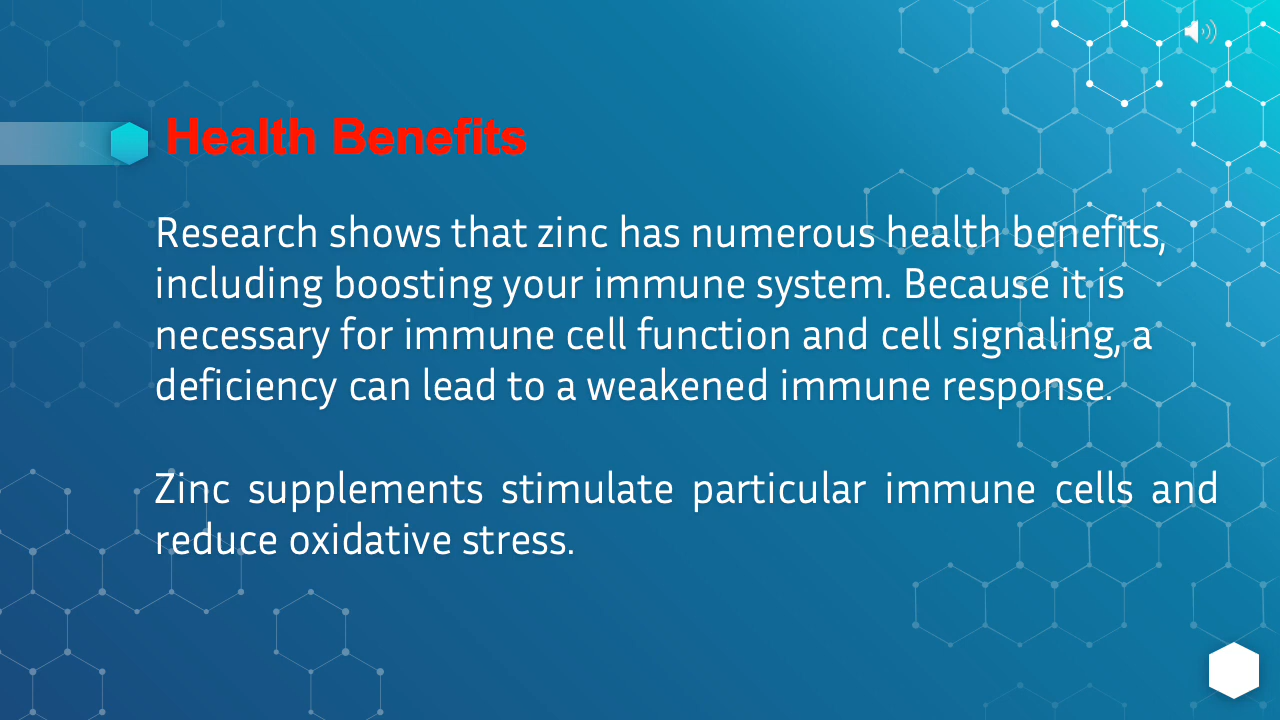 Health Benefits
Research shows that zinc has numerous health benefits,
including boosting your immune system. Because it is
necessary for immune cell function and cell signaling, a
deficiency can lead to a weakened immune response.
Zinc supplements stimulate particular immune cells and
reduce oxidative stress.